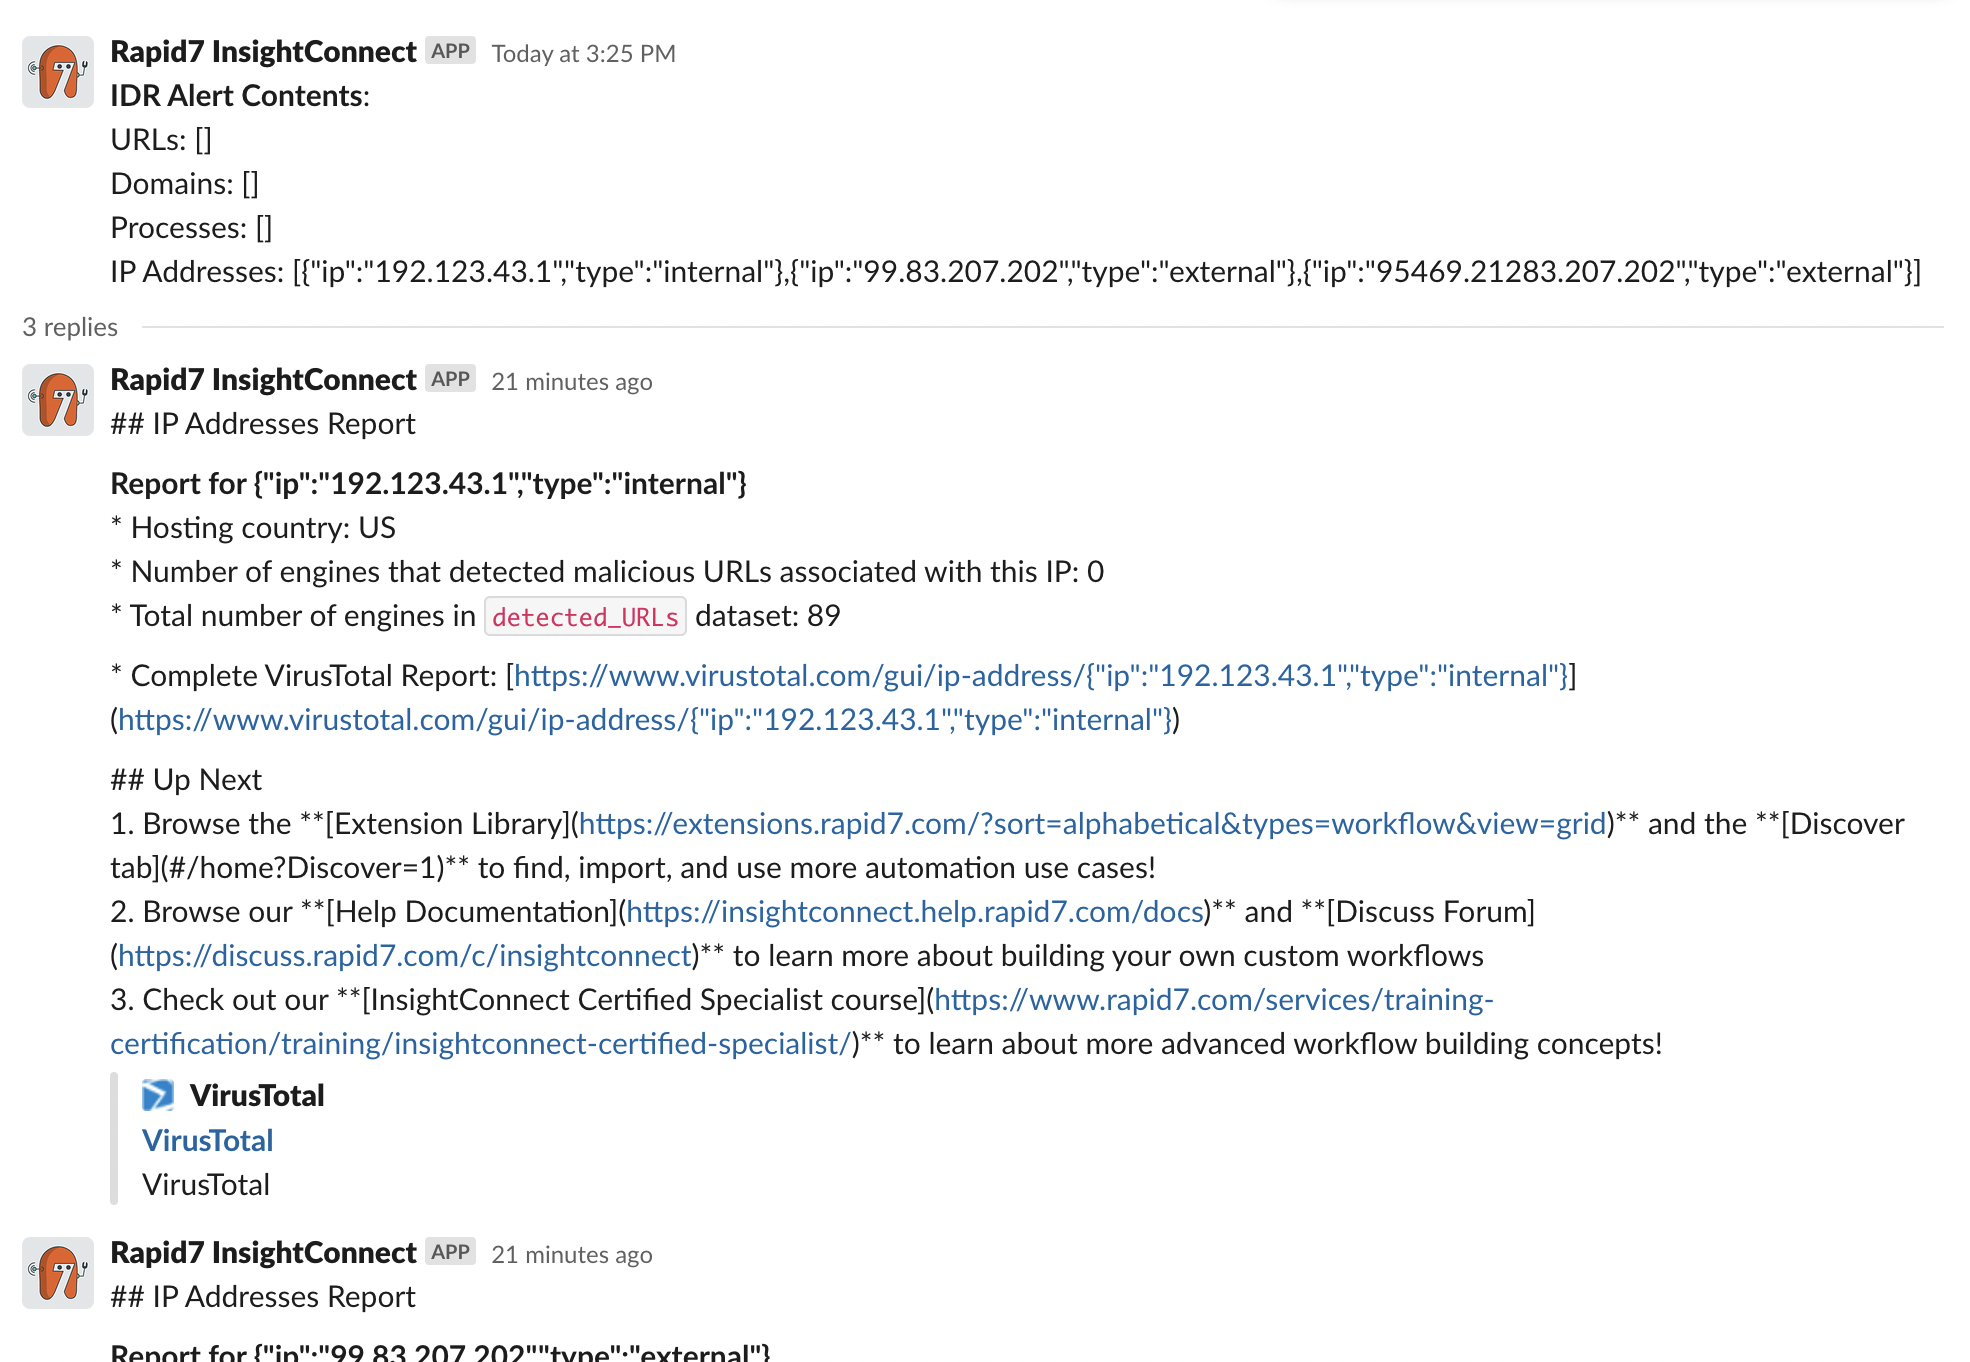 Rapid7 InsightConnect APP Today at 3:25 PM
IDR Alert Contents:
URLs: []
Domains: []
Processes: []
IP Addresses: [{"ip":"192.123.43.1","type":"internal"},{"ip":"99.83.207.202","type":"external"},{"ip":"95469.21283.207.202","type":"external"}]
3 replies
Rapid7 InsightConnect APP 21 minutes ago
## IP Addresses Report
Report for {"ip":"192.123.43.1","type":"internal"}
* Hosting country: US
* Number of engines that detected malicious URLs associated with this IP: 0
* Total number of engines in detected_URLs dataset: 89
* Complete VirusTotal Report: [https://www.virustotal.com/gui/ip-address/{"ip":"192.123.43.1","type":"internal"}]
(https://www.virustotal.com/gui/ip-address/{"ip":"192.123.43.1","type":"internal"})
## Up Next
1. Browse the **[Extension Library](https://extensions.rapid7.com/?sort=alphabetical&types=workflow&view=grid)** and the **[Discover
tab](#/home?Discover=1)** to find, import, and use more automation use cases!
2. Browse our **[Help Documentation](https://insightconnect.help.rapid7.com/docs)** and **[Discuss Forum]
(https://discuss.rapid7.com/c/insightconnect)** to learn more about building your own custom workflows
3. Check out our **[InsightConnect Certified Specialist course](https://www.rapid7.com/services/training-
certification/training/insightconnect-certified-specialist/)** to learn about more advanced workflow building concepts!
VirusTotal
VirusTotal
VirusTotal
Rapid7 InsightConnect APP 21 minutes ago
## IP Addresses Report
Report for {"ip":"99.83.207.202","type":"external"}